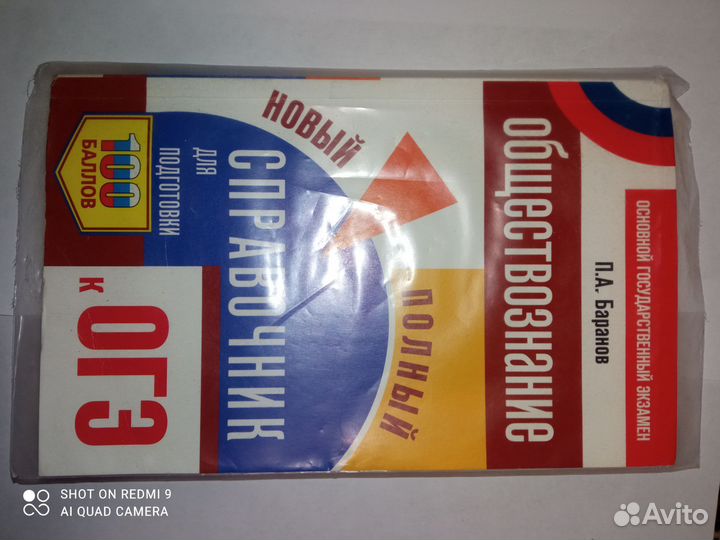 ОСНОВНОЙ ГОСУДАРСТВЕННЫЙ ЭКЗАМЕН
П.А. Баранов
ОБЩЕСТВОЗНАНИЕ
НОВЫЙ
ПОЛНЫЙ
СПРАВОЧНИК
ДЛЯ
ПОДГОТОВКИ
100
БАЛЛОВ
К ОГЭ
SHOT ON REDMI 9
AI QUAD CAMERA
Avito